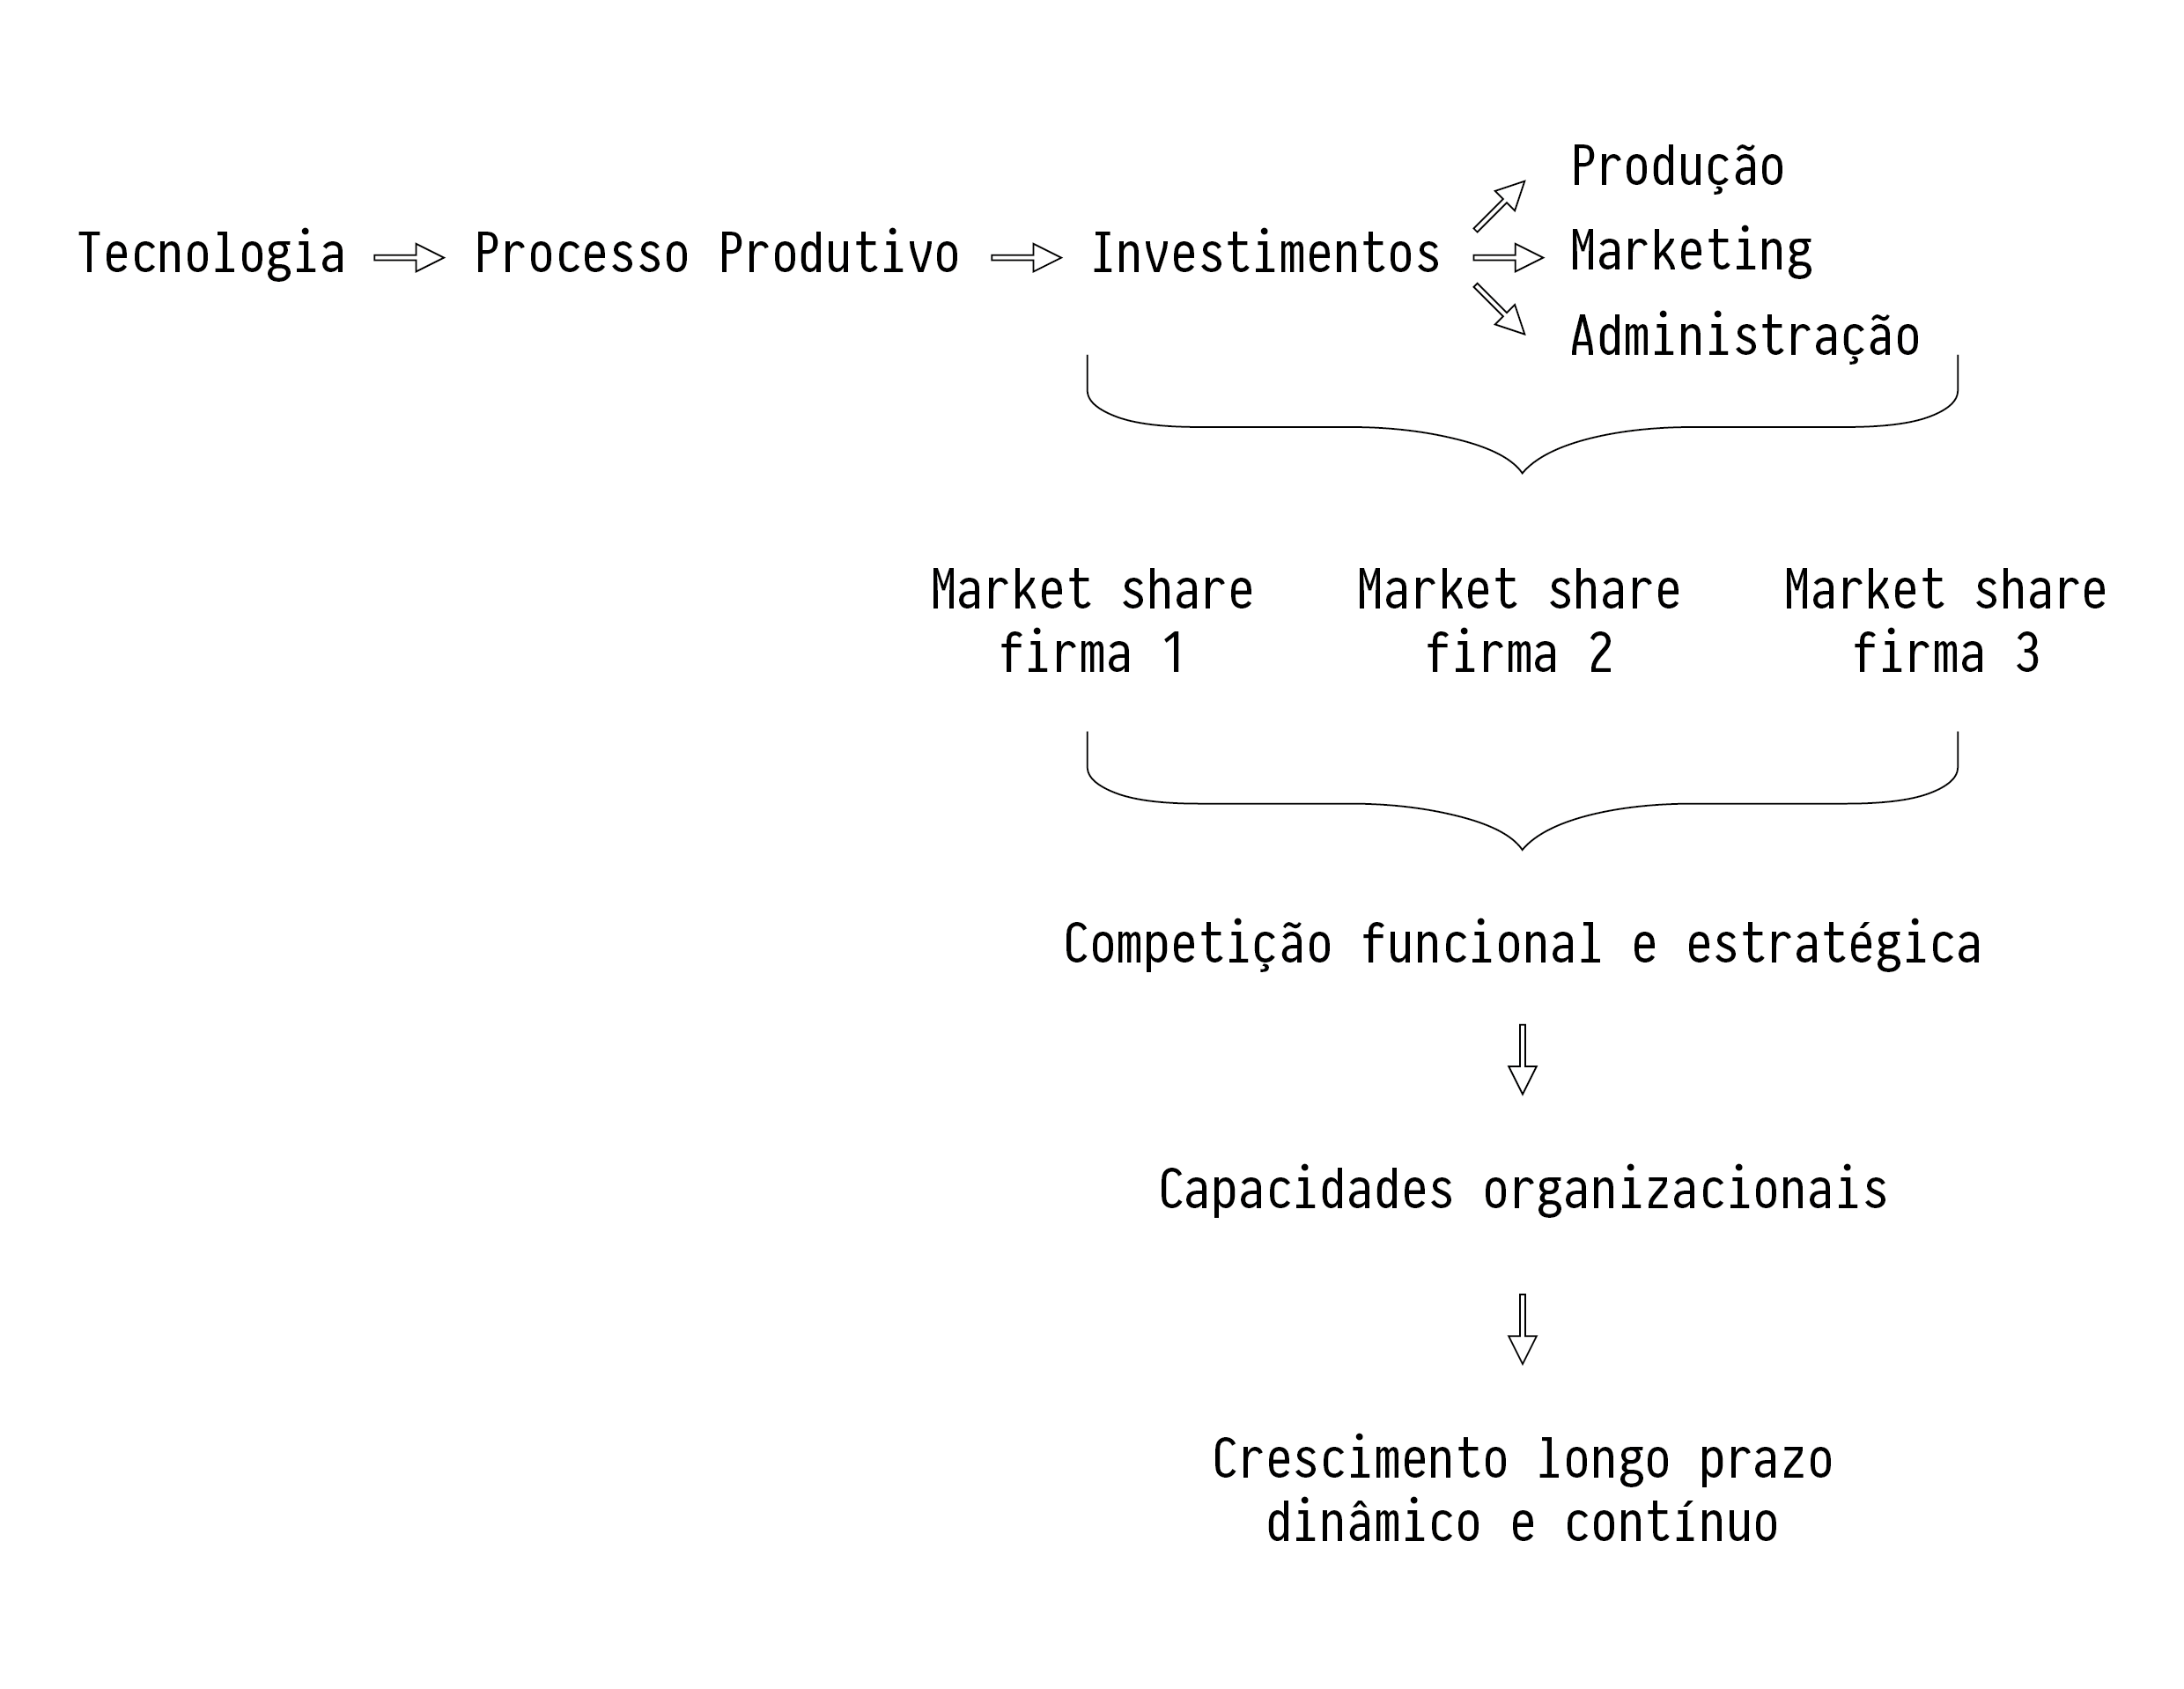 Produção
Tecnologia Processo Produtivo Investimentos Marketing
Administração
Market share Market share Market share
firma 1 firma 2 firma 3
Competição funcional e estratégica
Capacidades organizacionais
Crescimento longo prazo
dinâmico e contínuo